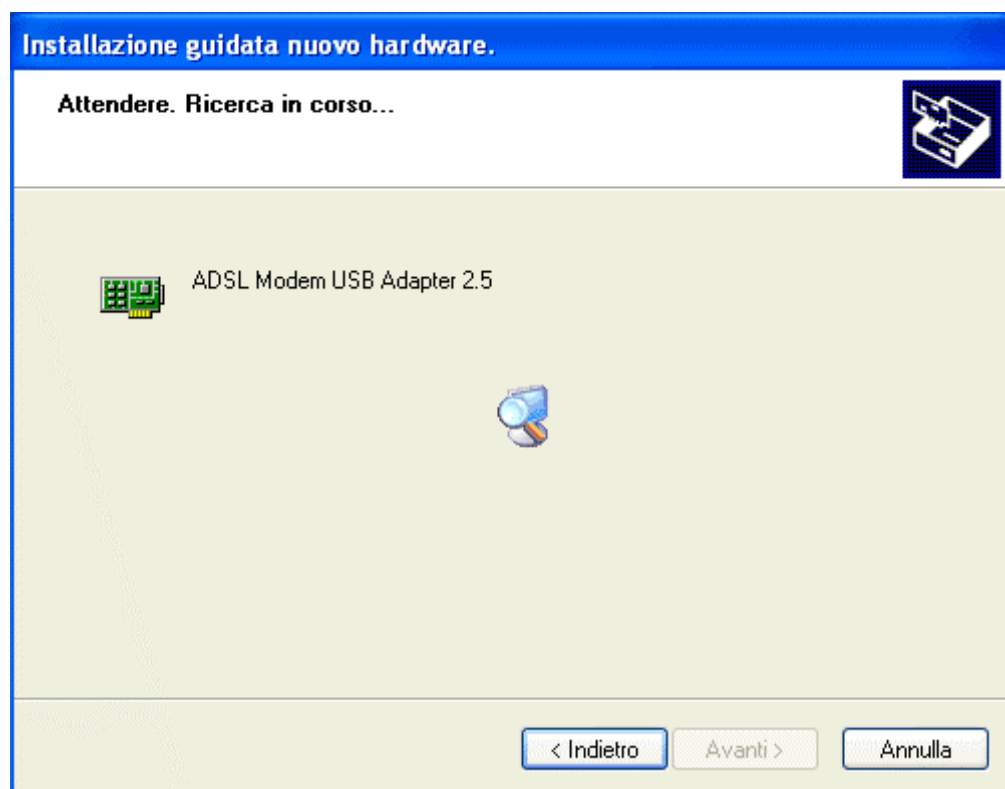 Installazione guidata nuovo hardware.
Attendere. Ricerca in corso...
ADSL Modem USB Adapter 2.5
< Indietro
Avanti >
Annulla